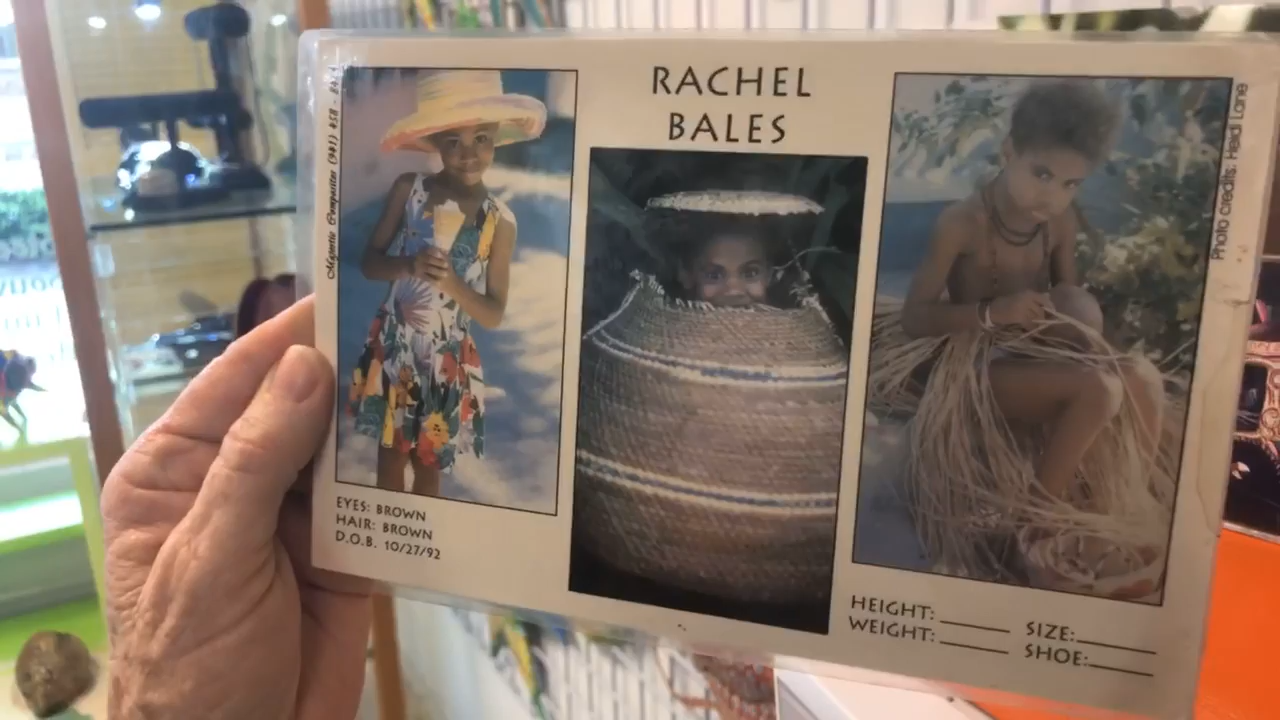 RACHEL
BALES
Photo credits: Heidi Lane
EYES: BROWN
HAIR: BROWN
D.O.B. 10/27/92
HEIGHT:
WEIGHT:
SIZE:
SHOE: